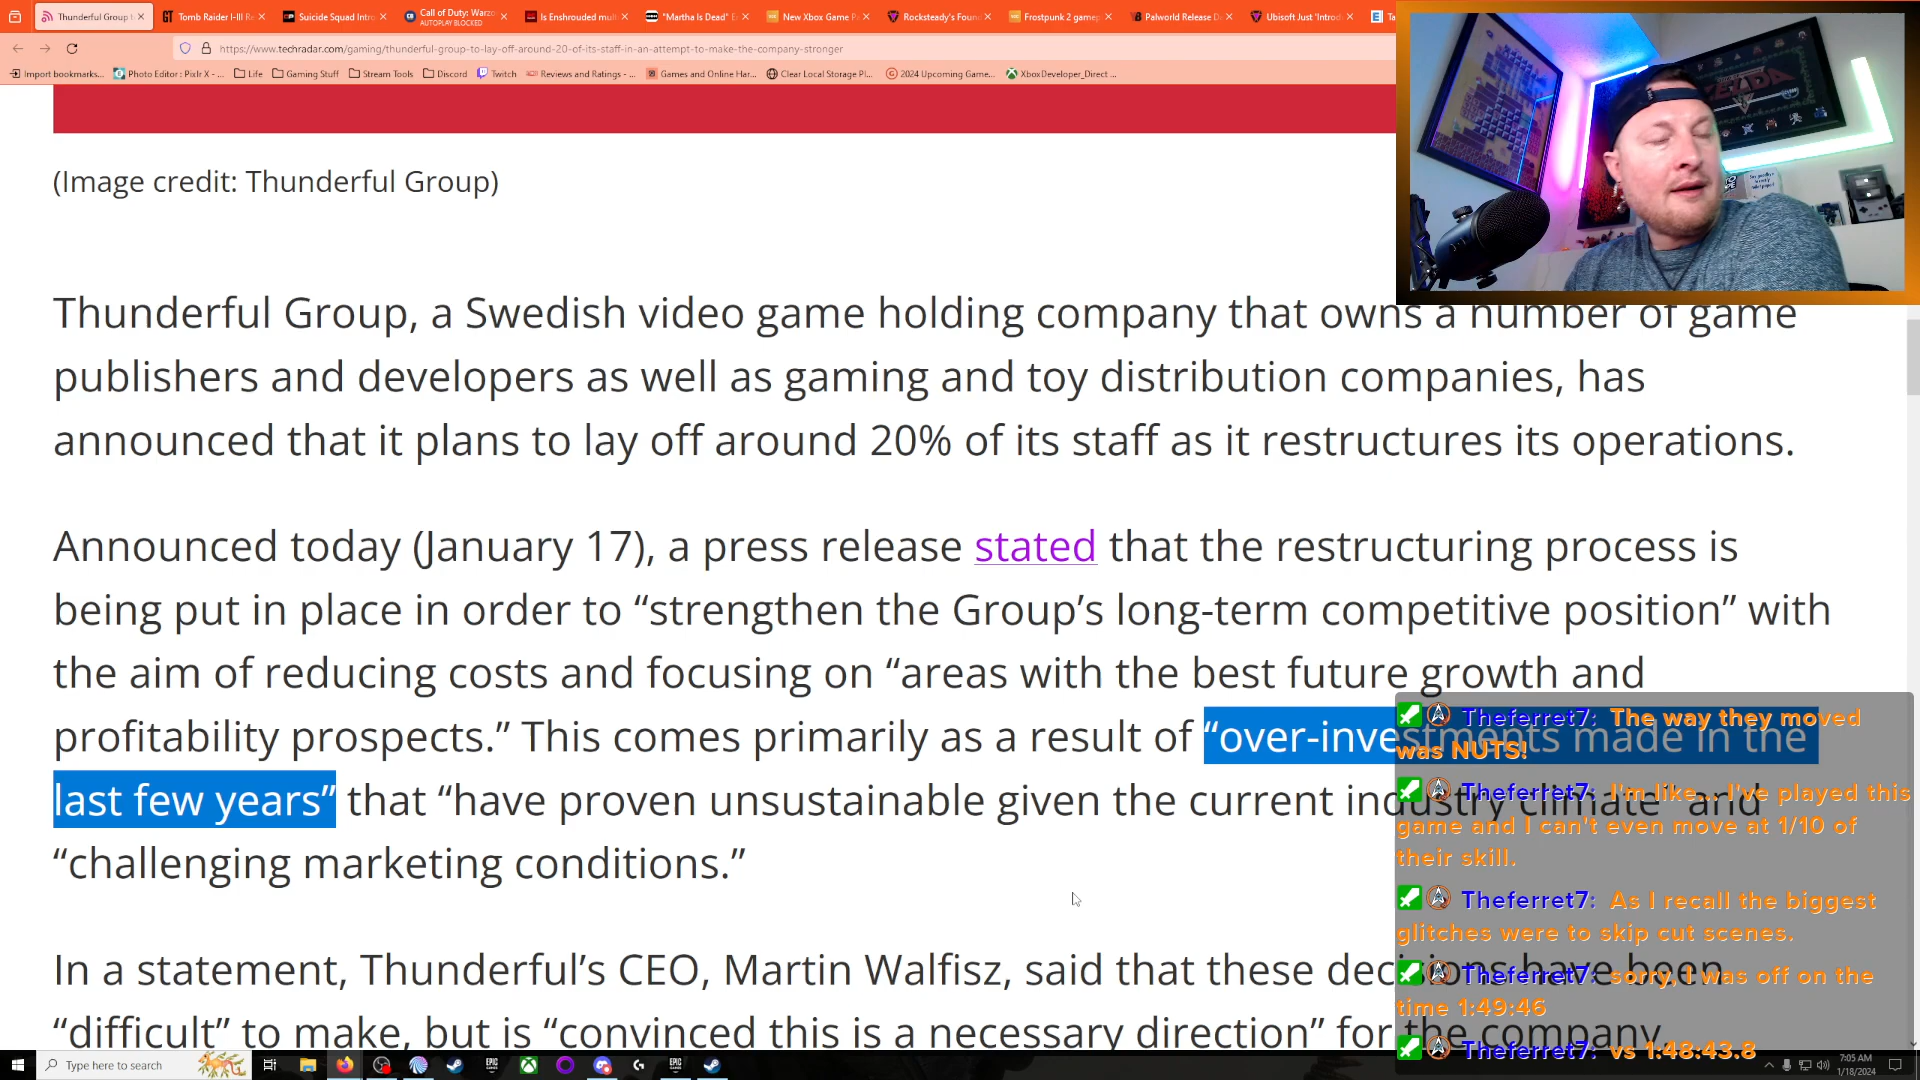 Thunderful Group
Tomb Raider I-III Re
Suicide Squad Intro
Call of Duty: Warzo
AUTOPLAY BLOCKED
Is Enshrouded mul
"Martha Is Dead"
New Xbox Game Pa
Rocksteady's Foun
Frostpunk 2 gamep
Palworld Release D
Ubisoft Just 'Introd
https://www.techradar.com/gaming/thunderful-group-to-lay-off-around-20-of-its-staff-in-an-attempt-to-make-the-company-stronger
Import bookmarks...
Photo Editor : Pixlr X - ...
Life
Gaming Stuff
Stream Tools
Discord
Twitch
Reviews and Ratings - ...
Games and Online Har...
Clear Local Storage Pl...
2024 Upcoming Game...
XboxDeveloper_Direct ...
ZELDA
(Image credit: Thunderful Group)
Thunderful Group, a Swedish video game holding company that owns a number of game
publishers and developers as well as gaming and toy distribution companies, has
announced that it plans to lay off around 20% of its staff as it restructures its operations.
Announced today (January 17), a press release stated that the restructuring process is
being put in place in order to “strengthen the Group’s long-term competitive position” with
the aim of reducing costs and focusing on “areas with the best future growth and
profitability prospects.” This comes primarily as a result of “over-investments made in the
last few years” that “have proven unsustainable given the current industry climate” and
“challenging marketing conditions.”
In a statement, Thunderful’s CEO, Martin Walfisz, said that these decisions have been
“difficult” to make, but is “convinced this is a necessary direction” for the company.
Theferret7: The way they moved
was NUTS!
Theferret7: I'm like... I've played this
game and I can't even move at 1/10 of
their skill.
Theferret7: As I recall the biggest
glitches were to skip cut scenes.
Theferret7: sorry, I was off on the
time 1:49:46
Theferret7: vs 1:48:43.8
Type here to search
7:05 AM
1/18/2024